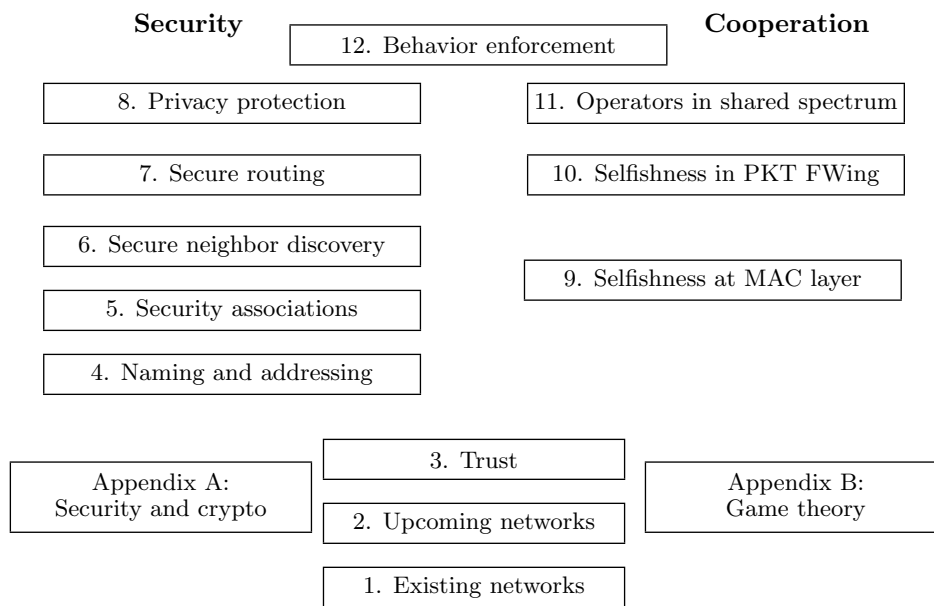 Security
Cooperation
12. Behavior enforcement
8. Privacy protection
11. Operators in shared spectrum
7. Secure routing
10. Selfishness in PKT FWing
6. Secure neighbor discovery
9. Selfishness at MAC layer
5. Security associations
4. Naming and addressing
3. Trust
Appendix A:
Security and crypto
Appendix B:
Game theory
2. Upcoming networks
1. Existing networks